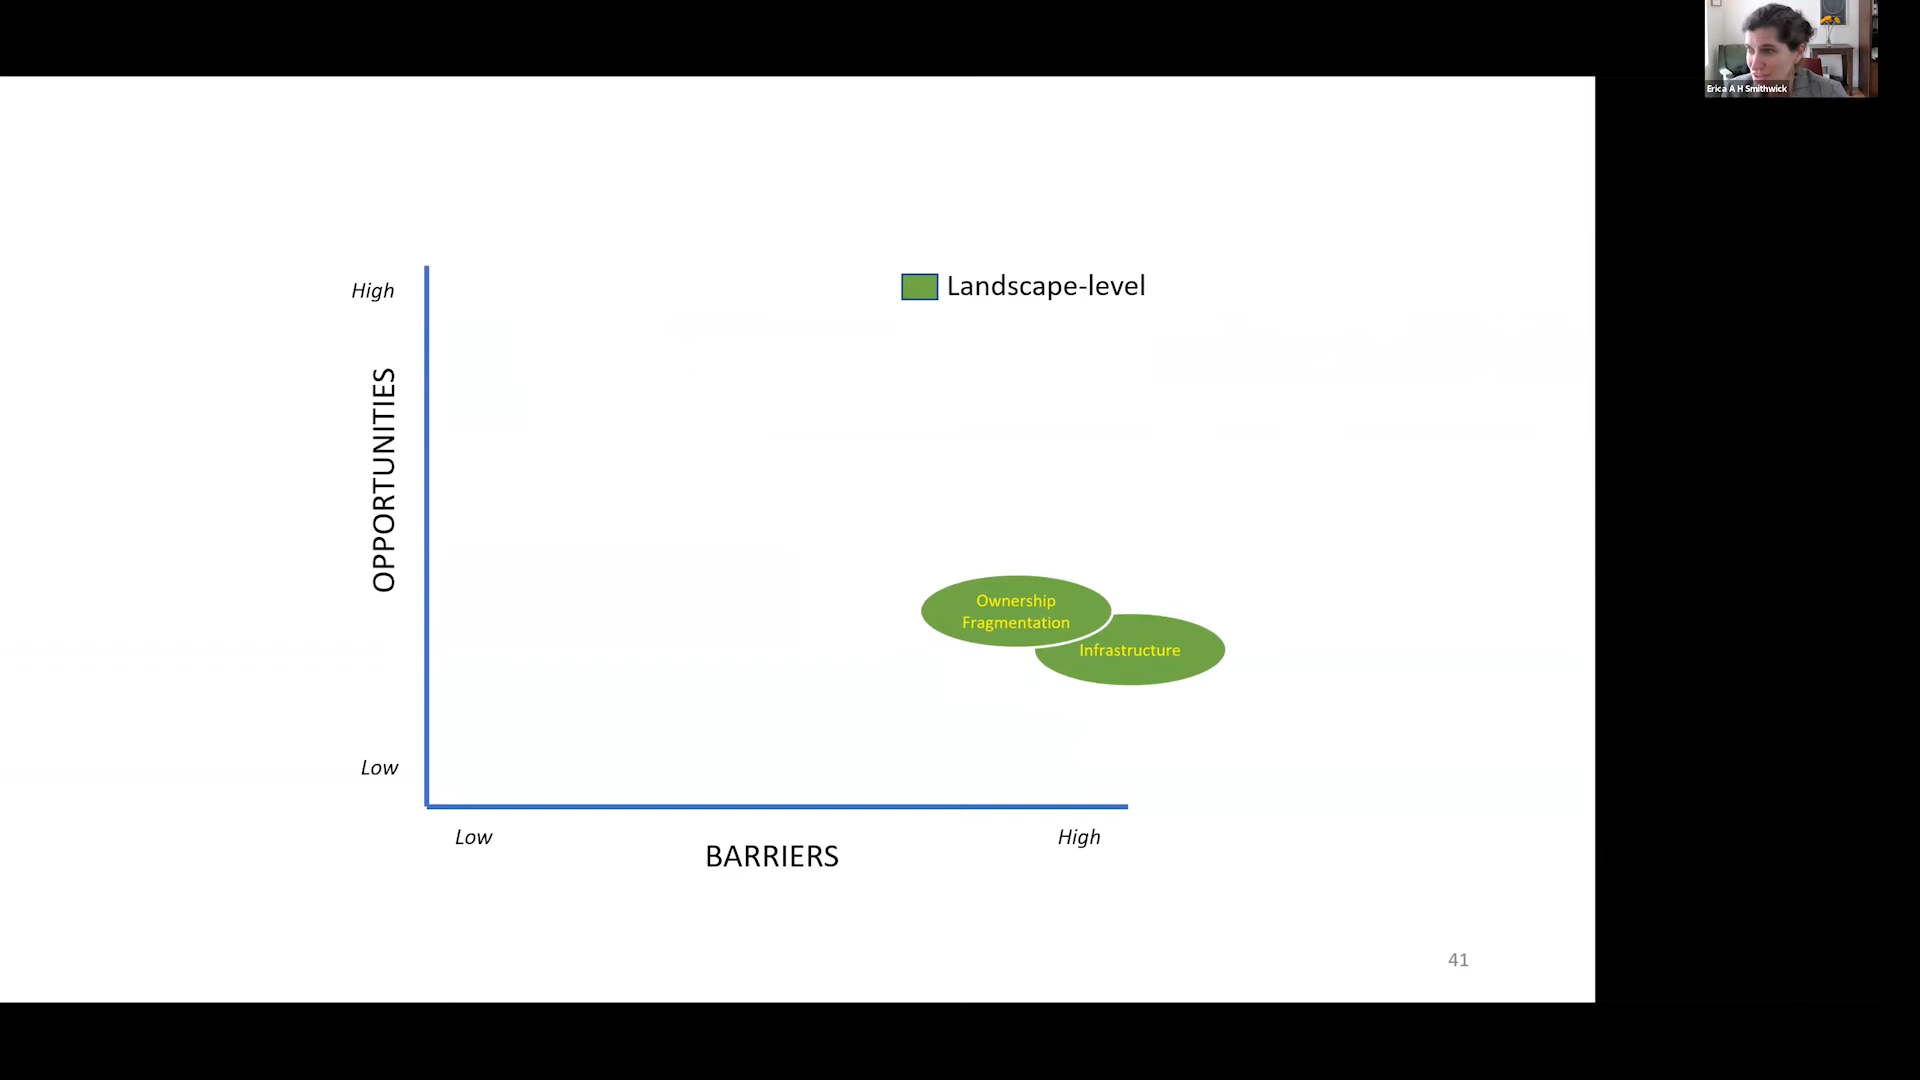 Erica A H Smithwick
High
Landscape-level
OPPORTUNITIES
Ownership
Fragmentation
Infrastructure
Low
Low
High
BARRIERS
41